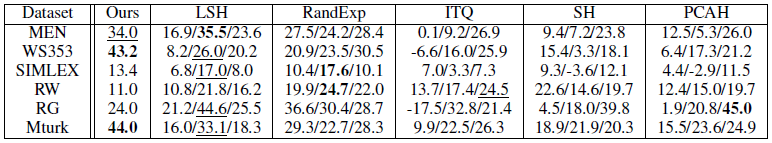 Dataset Ours LSH RandExp ITQ SH PCAH
MEN 34.0 16.9/35.5/23.6 27.5/24.2/28.4 0.1/9.2/26.9 9.4/7.2/23.8 12.5/5.3/26.0
WS353 43.2 8.2/26.0/20.2 20.9/23.5/30.5 -6.6/16.0/25.9 15.4/3.3/18.1 6.4/17.3/21.2
SIMLEX 13.4 6.8/17.0/8.0 10.4/17.6/10.1 7.0/3.3/7.3 9.3/-3.6/12.1 4.4/-2.9/11.5
RW 11.0 10.8/21.8/16.2 19.9/24.7/22.0 13.7/17.4/24.5 22.6/14.6/19.7 12.4/15.0/19.7
RG 24.0 21.2/44.6/25.5 36.6/30.4/28.7 -17.5/32.8/21.4 4.5/18.0/39.8 1.9/20.8/45.0
Mturk 44.0 16.0/33.1/18.3 29.3/22.7/28.3 9.9/22.5/26.3 18.9/21.9/20.3 15.5/23.6/24.9